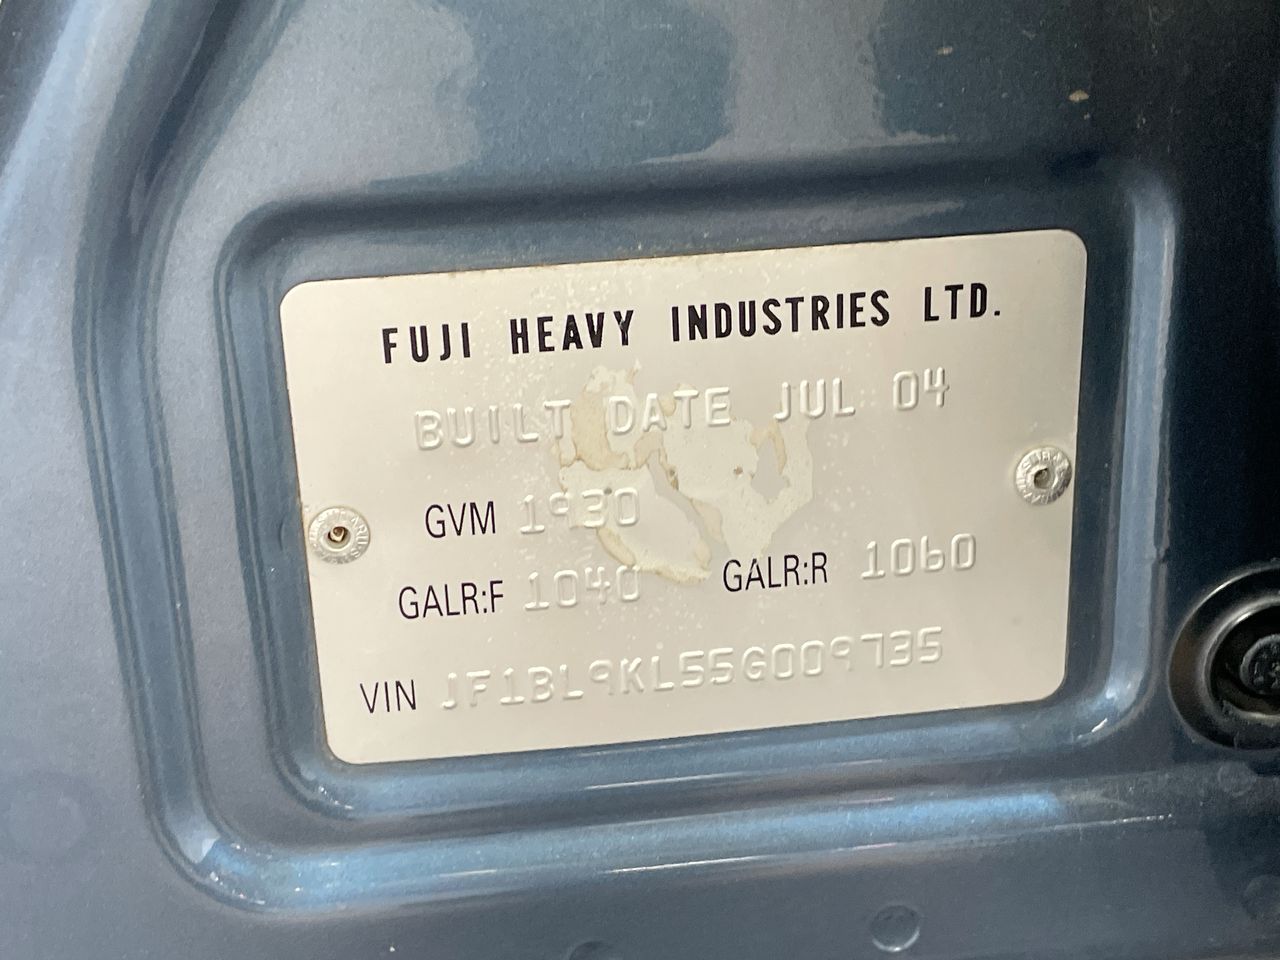 FUJI HEAVY INDUSTRIES LTD.
BUILT DATE JUL 04
GVM 1930
GALR:F 1040 GALR:R 1060
VIN JF1BL9KL55G009735